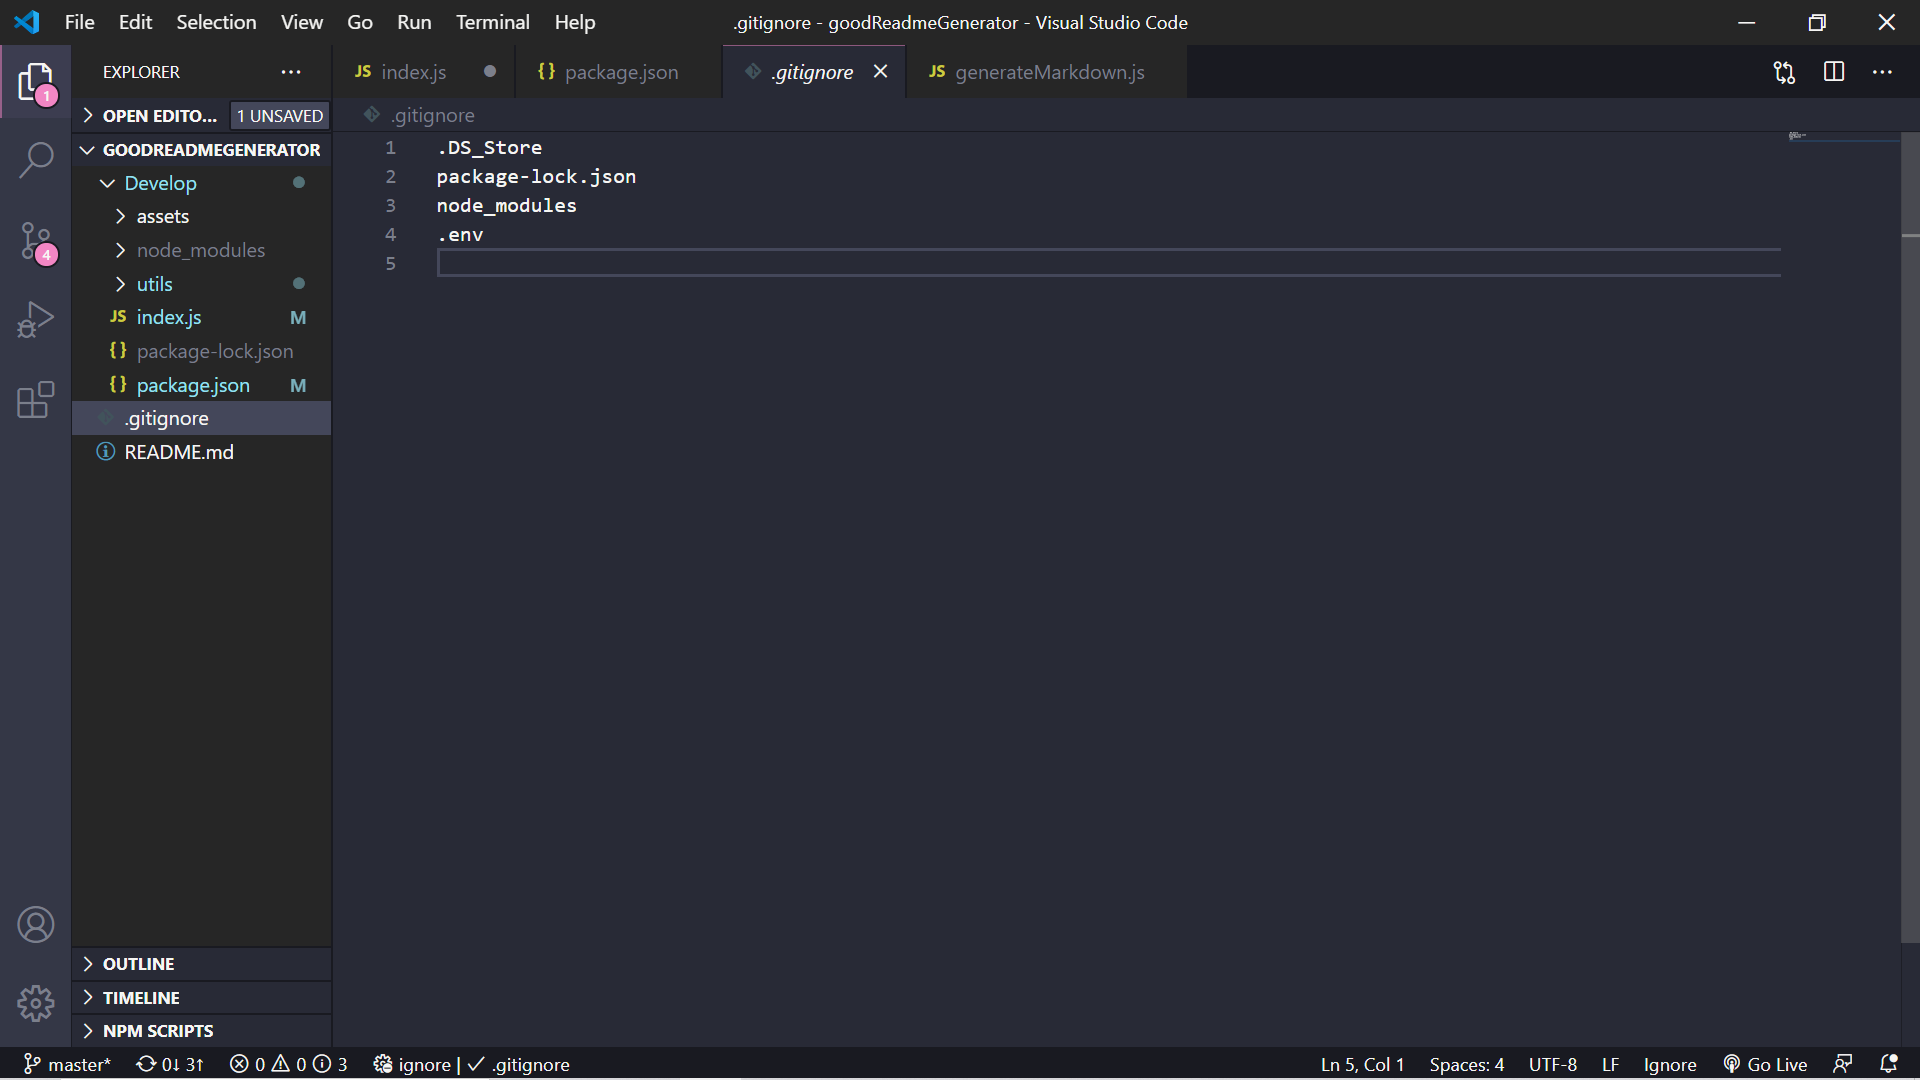 File Edit Selection View Go Run Terminal Help
.gitignore - goodReadmeGenerator - Visual Studio Code
EXPLORER
JS index.js
{} package.json
.gitignore
JS generateMarkdown.js
1
4
OPEN EDITO... 1 UNSAVED
GOODREADMEGENERATOR
Develop
assets
node_modules
utils
JS index.js M
{} package-lock.json
{} package.json M
.gitignore
README.md
OUTLINE
TIMELINE
NPM SCRIPTS
.gitignore
1 .DS_Store
2 package-lock.json
3 node_modules
4 .env
5
master* 0↓ 3↑ 0 0 3 ignore | ✓ .gitignore
Ln 5, Col 1 Spaces: 4 UTF-8 LF Ignore Go Live